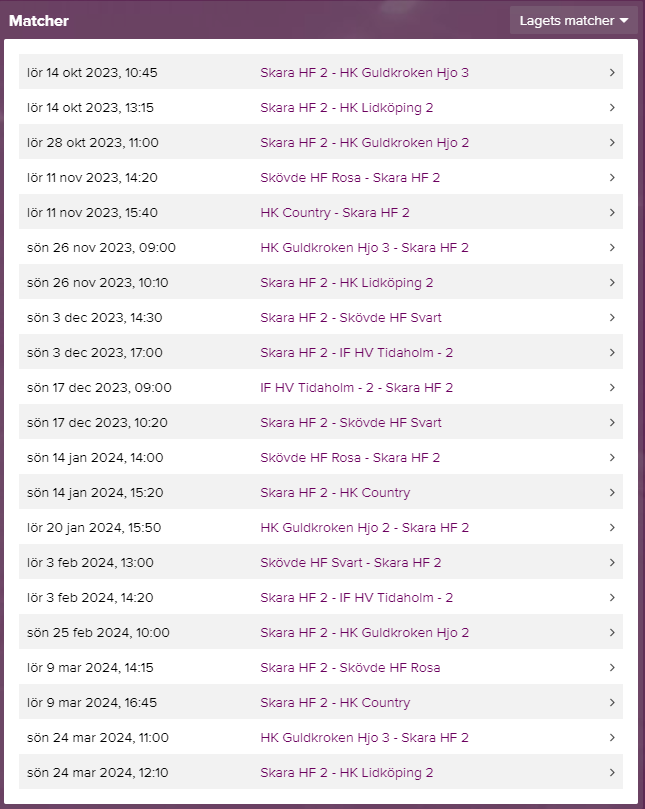 Matcher
Lagets matcher
lör 14 okt 2023, 10:45 Skara HF 2 - HK Guldkroken Hjo 3
lör 14 okt 2023, 13:15 Skara HF 2 - HK Lidköping 2
lör 28 okt 2023, 11:00 Skara HF 2 - HK Guldkroken Hjo 2
lör 11 nov 2023, 14:20 Skövde HF Rosa - Skara HF 2
lör 11 nov 2023, 15:40 HK Country - Skara HF 2
sön 26 nov 2023, 09:00 HK Guldkroken Hjo 3 - Skara HF 2
sön 26 nov 2023, 10:10 Skara HF 2 - HK Lidköping 2
sön 3 dec 2023, 14:30 Skara HF 2 - Skövde HF Svart
sön 3 dec 2023, 17:00 Skara HF 2 - IF HV Tidaholm - 2
sön 17 dec 2023, 09:00 IF HV Tidaholm - 2 - Skara HF 2
sön 17 dec 2023, 10:20 Skara HF 2 - Skövde HF Svart
sön 14 jan 2024, 14:00 Skövde HF Rosa - Skara HF 2
sön 14 jan 2024, 15:20 Skara HF 2 - HK Country
lör 20 jan 2024, 15:50 HK Guldkroken Hjo 2 - Skara HF 2
lör 3 feb 2024, 13:00 Skövde HF Svart - Skara HF 2
lör 3 feb 2024, 14:20 Skara HF 2 - IF HV Tidaholm - 2
sön 25 feb 2024, 10:00 Skara HF 2 - HK Guldkroken Hjo 2
lör 9 mar 2024, 14:15 Skara HF 2 - Skövde HF Rosa
lör 9 mar 2024, 16:45 Skara HF 2 - HK Country
sön 24 mar 2024, 11:00 HK Guldkroken Hjo 3 - Skara HF 2
sön 24 mar 2024, 12:10 Skara HF 2 - HK Lidköping 2